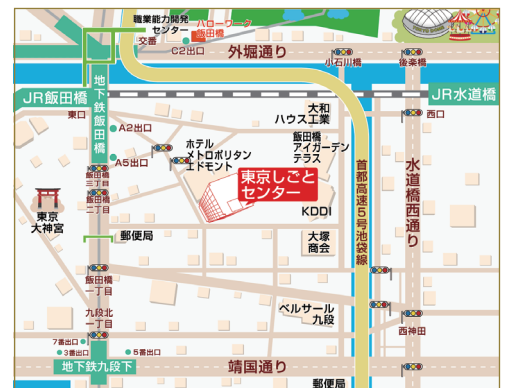 職業能力開発
センター
ハローワーク
飯田橋
交番
C2出口
外堀通り
小石川橋
後楽橋
TOKYO DOME
JR飯田橋
地下鉄飯田橋
JR水道橋
東口
西口
A2出口
大和
ハウス工業
ホテル
メトロポリタン
エドモント
飯田橋
アイガーデン
テラス
A5出口
飯田橋
三丁目
東京しごと
センター
首都高速5号池袋線
水道橋西通り
飯田橋
二丁目
東京
大神宮
KDDI
郵便局
大塚
商会
飯田橋
一丁目
ベルサール
九段
九段北
一丁目
西神田
7番出口
3番出口
5番出口
地下鉄九段下
靖国通り
郵便局